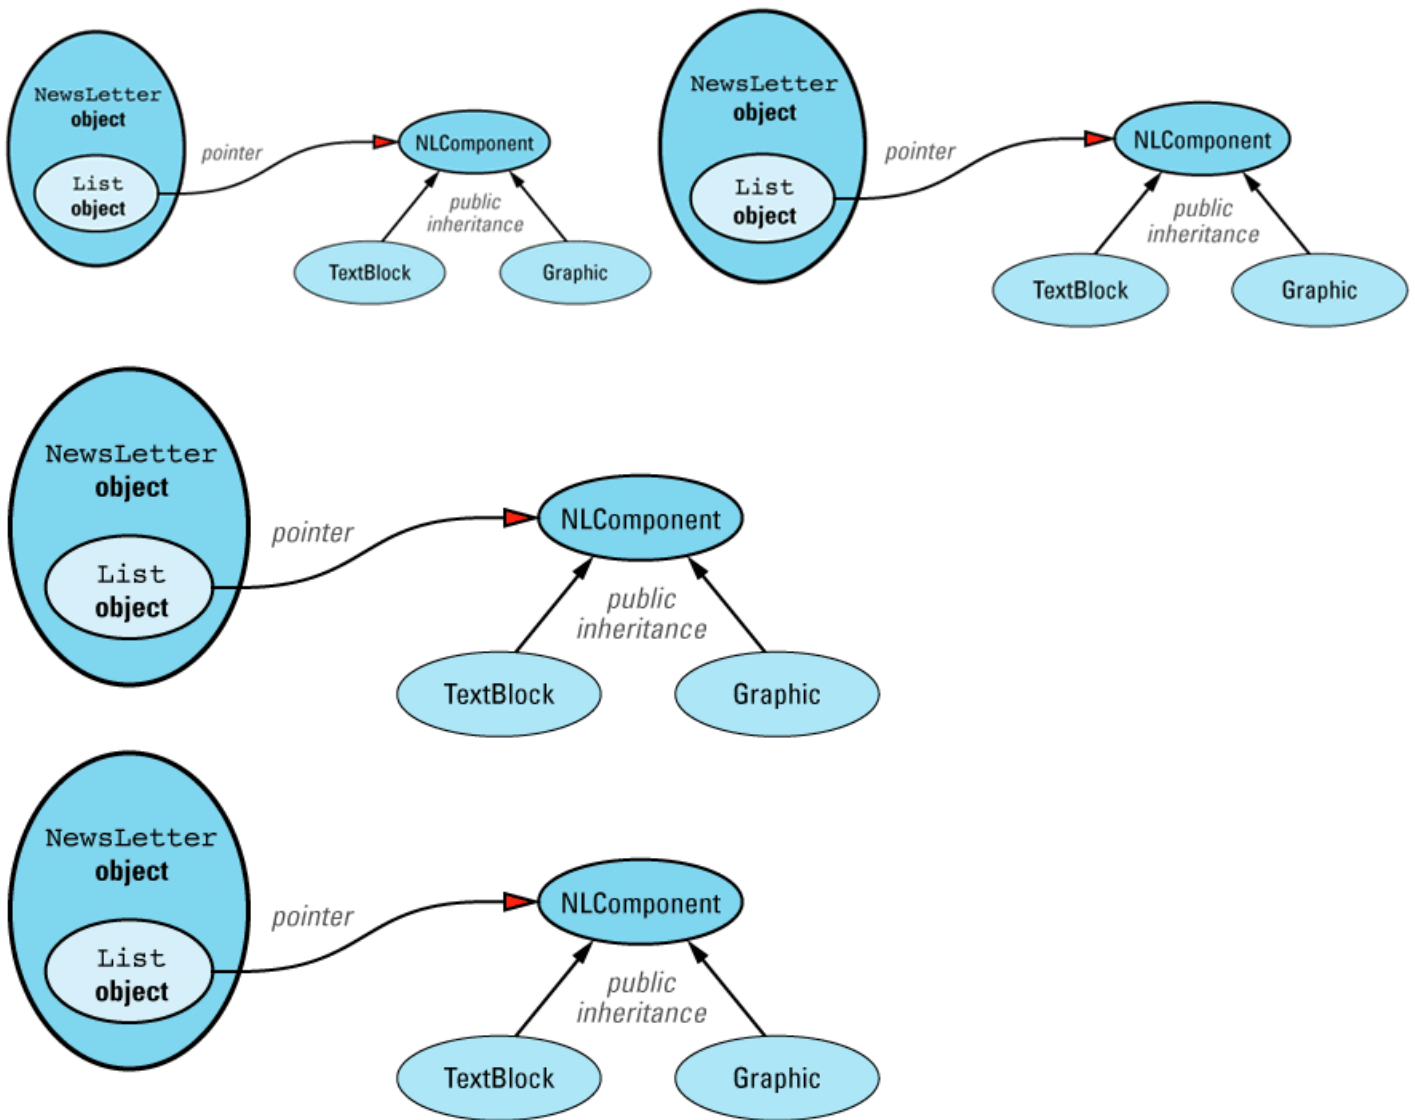 NewsLetter
object
pointer
NLComponent
List
object
public
inheritance
TextBlock
Graphic
NewsLetter
object
pointer
NLComponent
List
object
public
inheritance
TextBlock
Graphic
NewsLetter
object
pointer
NLComponent
List
object
public
inheritance
TextBlock
Graphic
NewsLetter
object
pointer
NLComponent
List
object
public
inheritance
TextBlock
Graphic